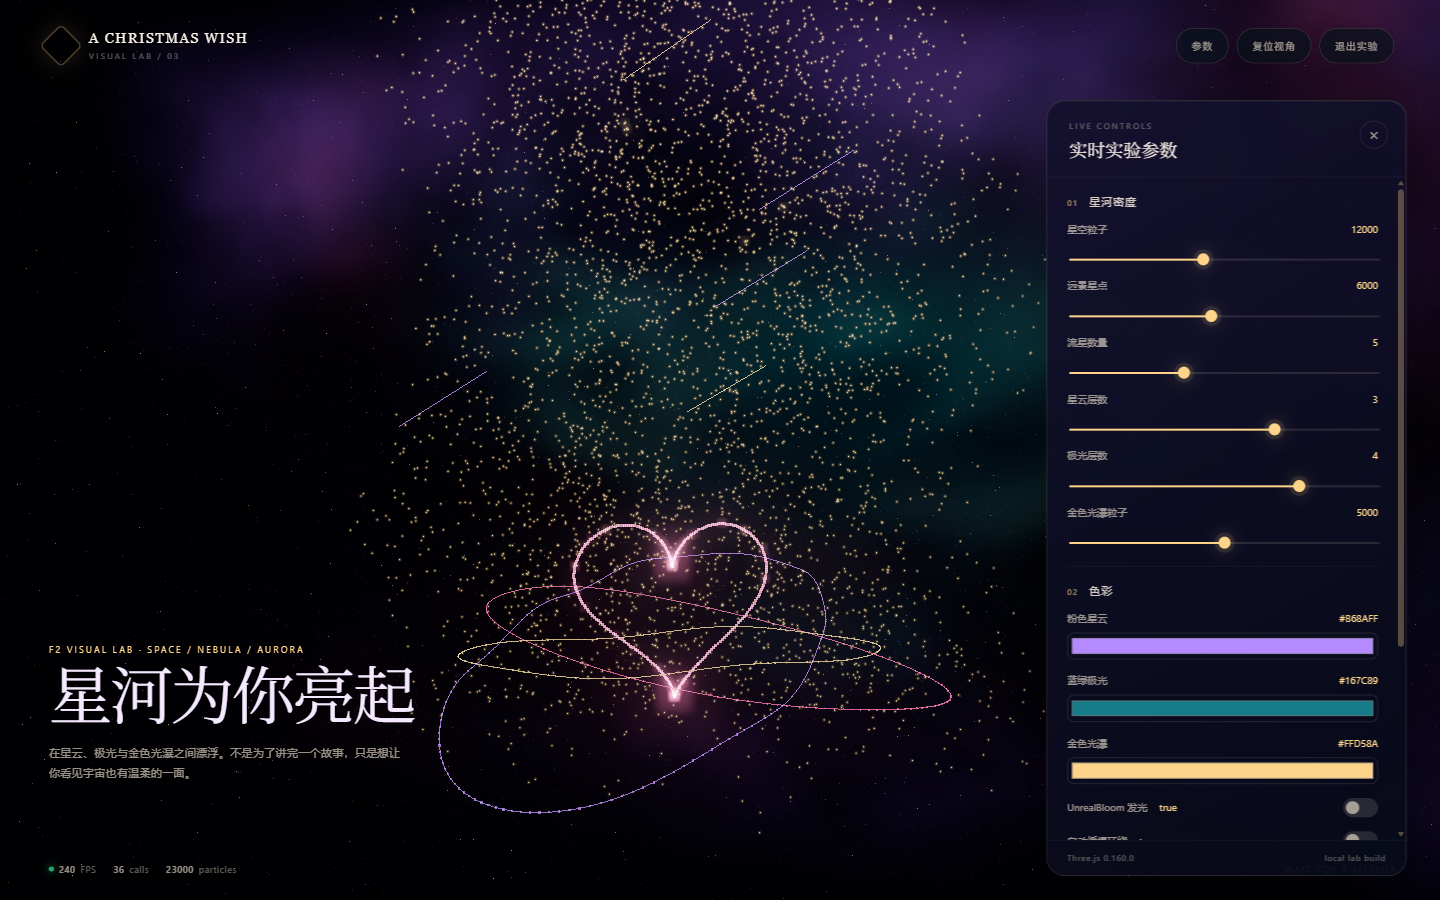 A CHRISTMAS WISH
VISUAL LAB / 03
参数
复位视角
退出实验
LIVE CONTROLS
实时实验参数
×
01 星河密度
星空粒子 12000
远景星点 6000
流星数量 5
星云层数 3
极光层数 4
金色光瀑粒子 5000
02 色彩
粉色星云 #B68AFF
蓝绿极光 #167C89
金色光瀑 #FFD58A
UnrealBloom 发光 true
Three.js 0.160.0 local lab build
F2 VISUAL LAB · SPACE / NEBULA / AURORA
星河为你亮起
在星云、极光与金色光瀑之间漂浮。不是为了讲完一个故事，只是想让
你看见宇宙也有温柔的一面。
240 FPS 36 calls 23000 particles